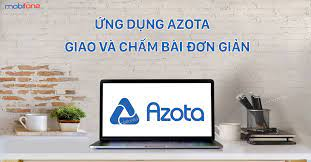 mobifone
ỨNG DỤNG AZOTA
GIAO VÀ CHẤM BÀI ĐƠN GIẢN
Azota